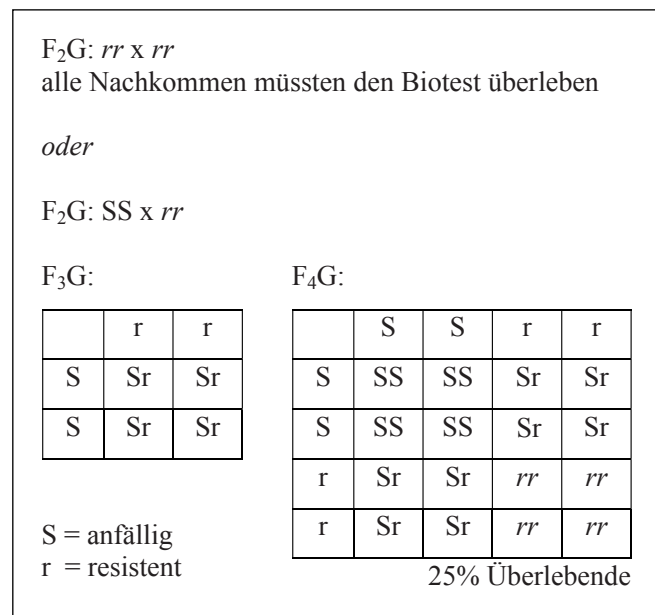 F₂G: rr x rr
alle Nachkommen müssten den Biotest überleben
oder
F₂G: SS x rr
F₃G:
r r
S Sr Sr
S Sr Sr
S = anfällig
r = resistent
F₄G:
S S r r
S SS SS Sr Sr
S SS SS Sr Sr
r Sr Sr rr rr
r Sr Sr rr rr
25% Überlebende